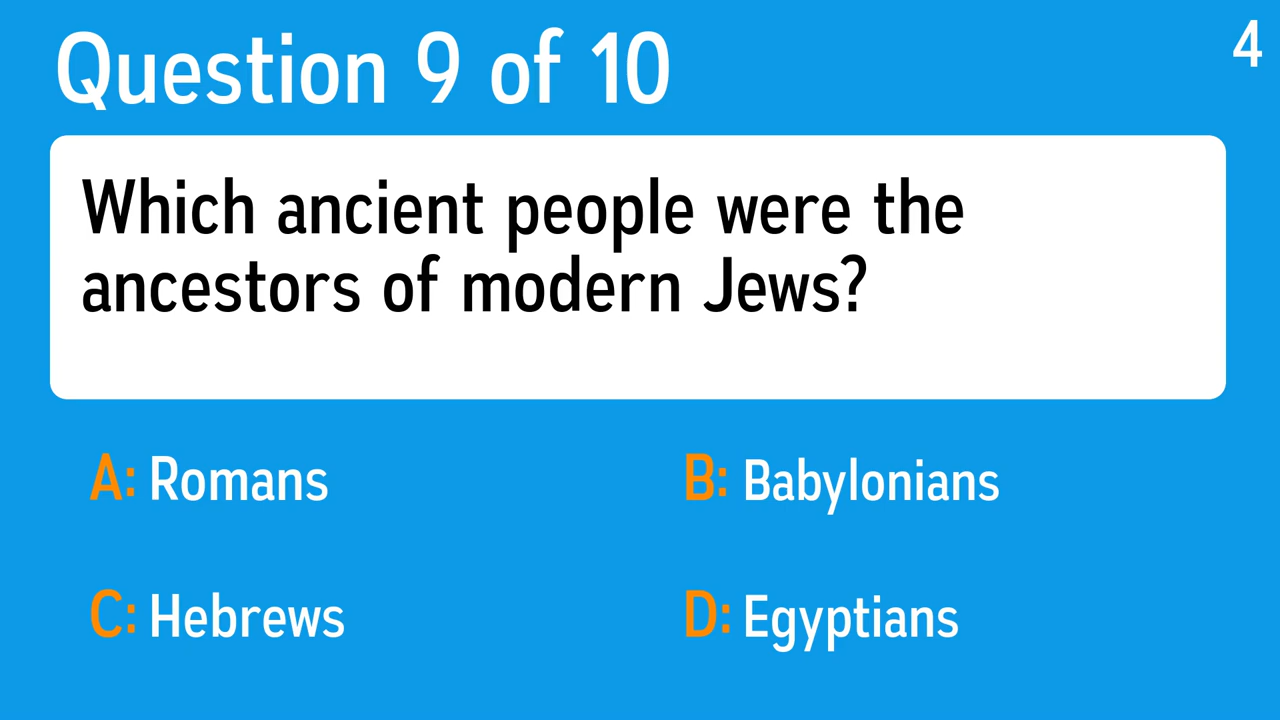 Question 9 of 10
4
Which ancient people were the
ancestors of modern Jews?
A: Romans
B: Babylonians
C: Hebrews
D: Egyptians